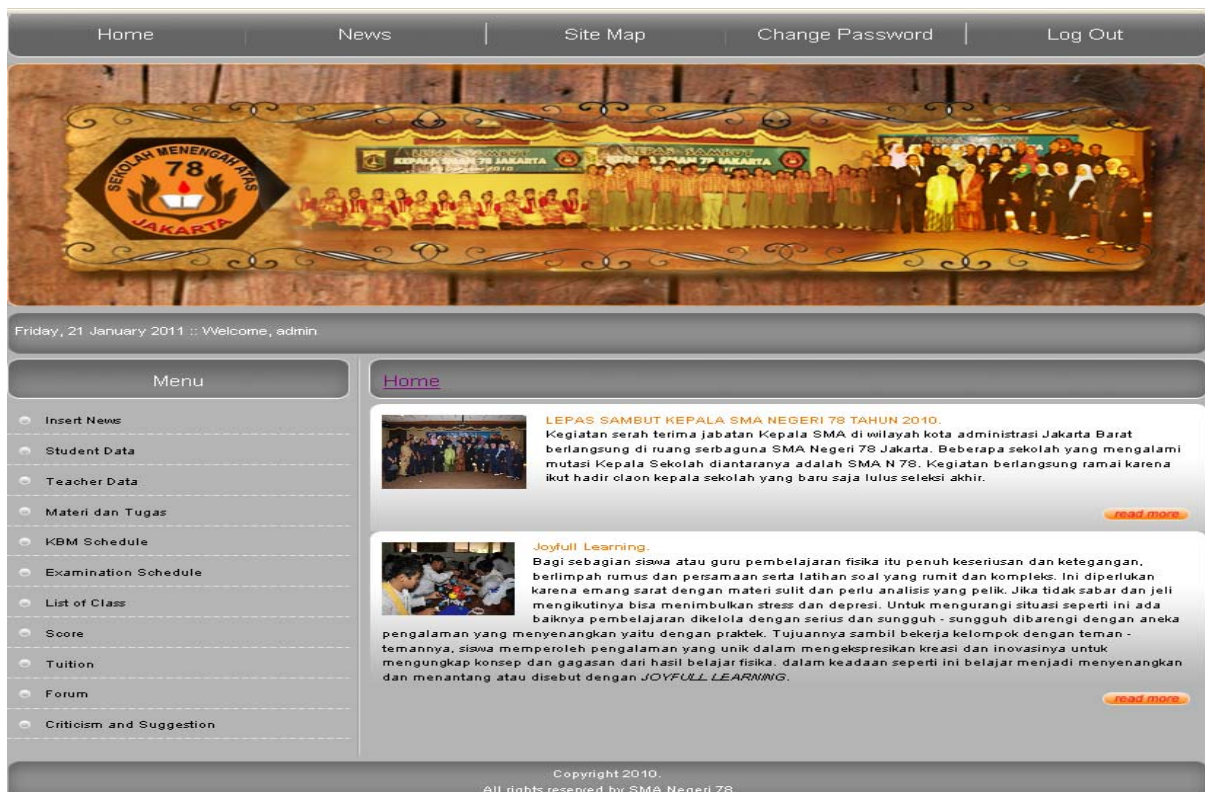 Home
News
Site Map
Change Password
Log Out
SEKOLAH MENENGAH ATAS
78
JAKARTA
LEPAS SAMBUT
KEPALA SMAN 78 JAKARTA
2010
LEPAS SAMBUT
KEPALA SMAN 78 JAKARTA
Friday, 21 January 2011 :: Welcome, admin
Menu
Insert News
Student Data
Teacher Data
Materi dan Tugas
KBM Schedule
Examination Schedule
List of Class
Score
Tuition
Forum
Criticism and Suggestion
Home
LEPAS SAMBUT KEPALA SMA NEGERI 78 TAHUN 2010.
Kegiatan serah terima jabatan Kepala SMA di wilayah kota administrasi Jakarta Barat
berlangsung di ruang serbaguna SMA Negeri 78 Jakarta. Beberapa sekolah yang mengalami
mutasi Kepala Sekolah diantaranya adalah SMA N 78. Kegiatan berlangsung ramai karena
ikut hadir claon kepala sekolah yang baru saja lulus seleksi akhir.
read more
Joyfull Learning.
Bagi sebagian siswa atau guru pembelajaran fisika itu penuh keseriusan dan ketegangan,
berlimpah rumus dan persamaan serta latihan soal yang rumit dan kompleks. Ini diperlukan
karena emang sarat dengan materi sulit dan perlu analisis yang pelik. Jika tidak sabar dan jeli
mengikutinya bisa menimbulkan stress dan depresi. Untuk mengurangi situasi seperti ini ada
baiknya pembelajaran dikelola dengan serius dan sungguh - sungguh dibarengi dengan aneka
pengalaman yang menyenangkan yaitu dengan praktek. Tujuannya sambil bekerja kelompok dengan teman -
temannya, siswa memperoleh pengalaman yang unik dalam mengekspresikan kreasi dan inovasinya untuk
mengungkap konsep dan gagasan dari hasil belajar fisika. dalam keadaan seperti ini belajar menjadi menyenangkan
dan menantang atau disebut dengan JOYFULL LEARNING.
read more
Copyright 2010.
All rights reserved by SMA Negeri 78